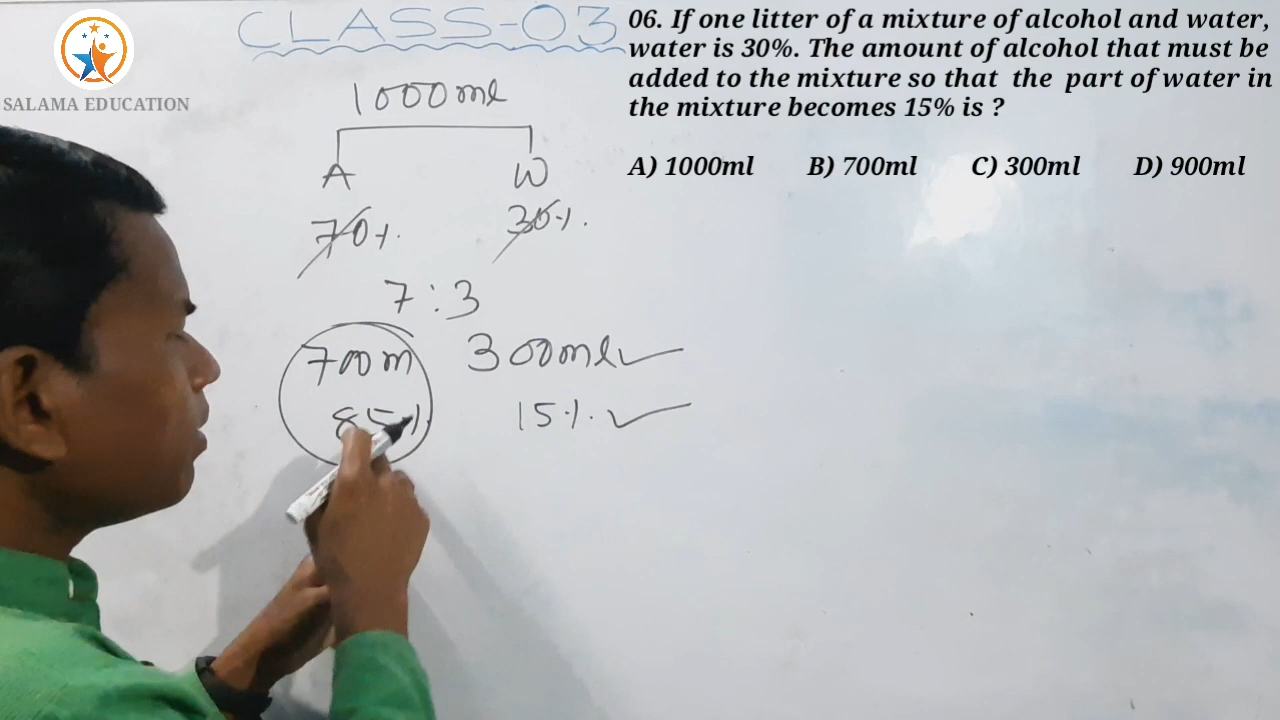 CLASS-03
SALAMA EDUCATION
06. If one litter of a mixture of alcohol and water,
water is 30%. The amount of alcohol that must be
added to the mixture so that the part of water in
the mixture becomes 15% is ?
A) 1000ml B) 700ml C) 300ml D) 900ml
1000ml
A W
70% 30%
7:3
700m 300ml
85% 15%